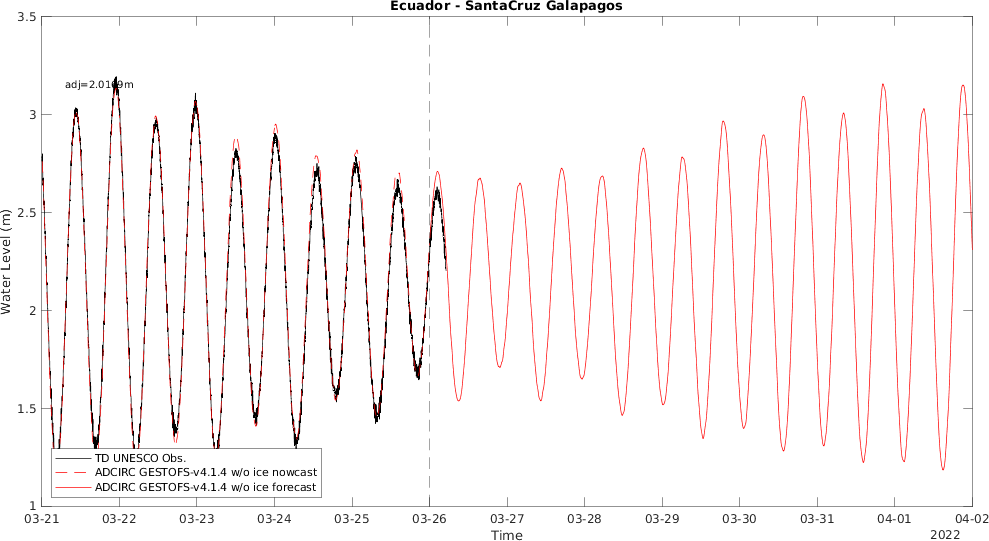 Ecuador - SantaCruz Galapagos
3.5
3
2.5
2
1.5
1
Water Level (m)
adj=2.0169m
TD UNESCO Obs.
ADCIRC GESTOFS-v4.1.4 w/o ice nowcast
ADCIRC GESTOFS-v4.1.4 w/o ice forecast
03-21 03-22 03-23 03-24 03-25 03-26 03-27 03-28 03-29 03-30 03-31 04-01 04-02
Time
2022